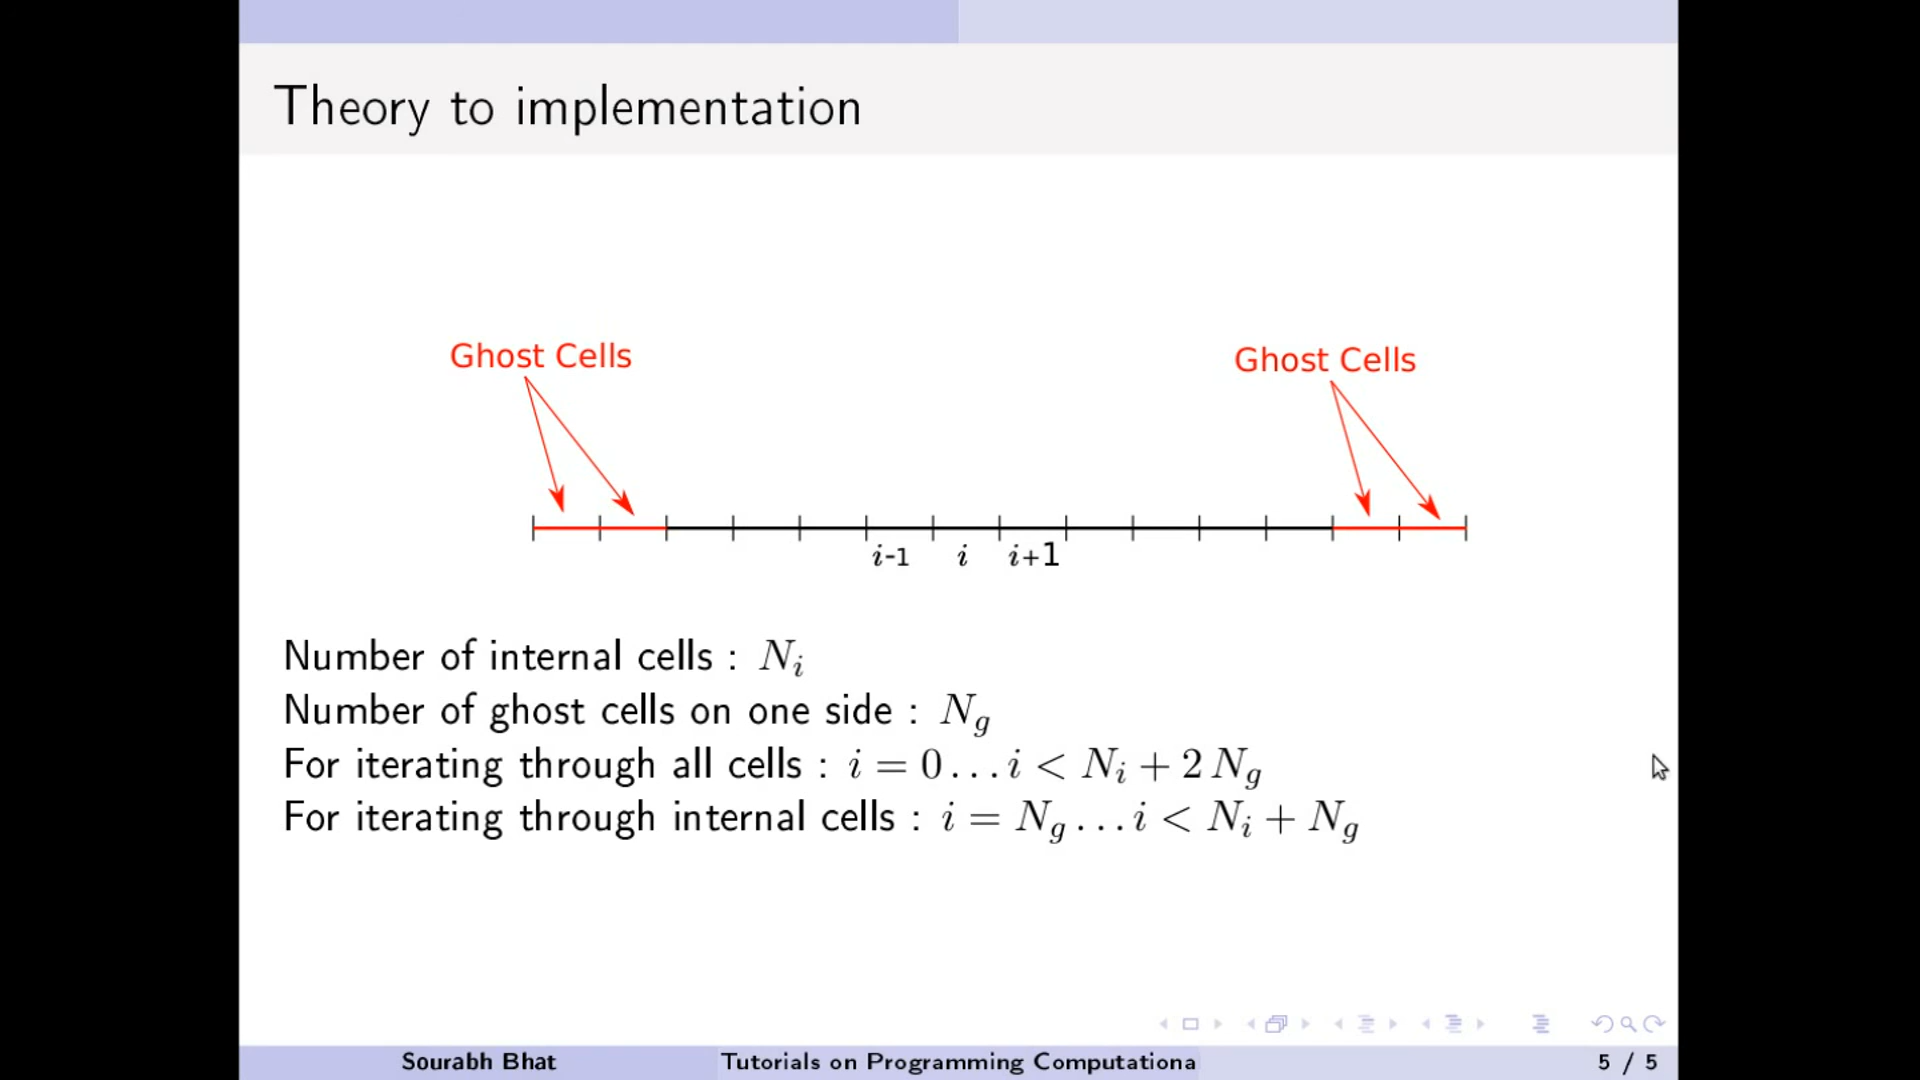 Theory to implementation
Ghost Cells
Ghost Cells
i-1 i i+1
Number of internal cells : N_i
Number of ghost cells on one side : N_g
For iterating through all cells : i = 0 . . . i < N_i + 2 N_g
For iterating through internal cells : i = N_g . . . i < N_i + N_g
Sourabh Bhat Tutorials on Programming Computationa 5 / 5